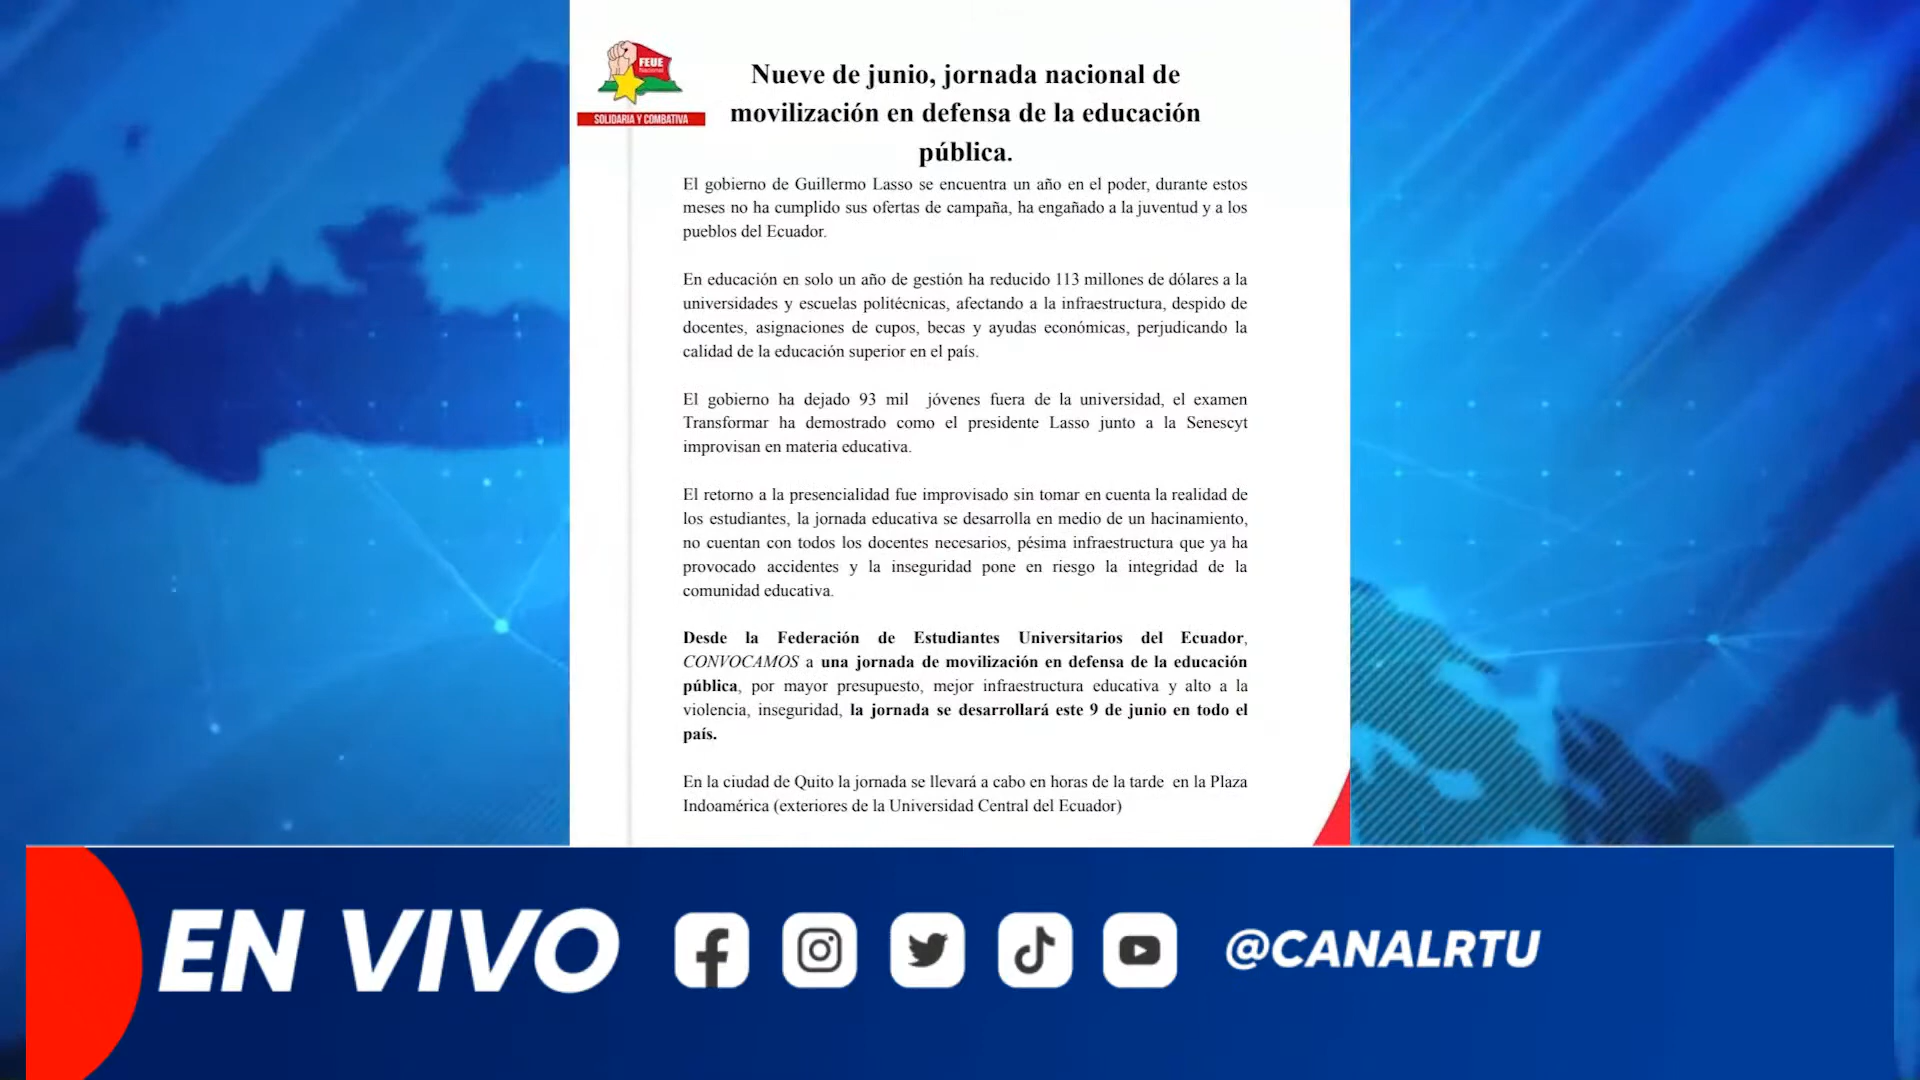 FEUE
Nacional
SOLIDARIA Y COMBATIVA
Nueve de junio, jornada nacional de
movilización en defensa de la educación
pública.
El gobierno de Guillermo Lasso se encuentra un año en el poder, durante estos
meses no ha cumplido sus ofertas de campaña, ha engañado a la juventud y a los
pueblos del Ecuador.
En educación en solo un año de gestión ha reducido 113 millones de dólares a la
universidades y escuelas politécnicas, afectando a la infraestructura, despido de
docentes, asignaciones de cupos, becas y ayudas económicas, perjudicando la
calidad de la educación superior en el país.
El gobierno ha dejado 93 mil jóvenes fuera de la universidad, el examen
Transformar ha demostrado como el presidente Lasso junto a la Senescyt
improvisan en materia educativa.
El retorno a la presencialidad fue improvisado sin tomar en cuenta la realidad de
los estudiantes, la jornada educativa se desarrolla en medio de un hacinamiento,
no cuentan con todos los docentes necesarios, pésima infraestructura que ya ha
provocado accidentes y la inseguridad pone en riesgo la integridad de la
comunidad educativa.
Desde la Federación de Estudiantes Universitarios del Ecuador,
CONVOCAMOS a una jornada de movilización en defensa de la educación
pública, por mayor presupuesto, mejor infraestructura educativa y alto a la
violencia, inseguridad, la jornada se desarrollará este 9 de junio en todo el
país.
En la ciudad de Quito la jornada se llevará a cabo en horas de la tarde en la Plaza
Indoamérica (exteriores de la Universidad Central del Ecuador)
EN VIVO
@CANALRTU